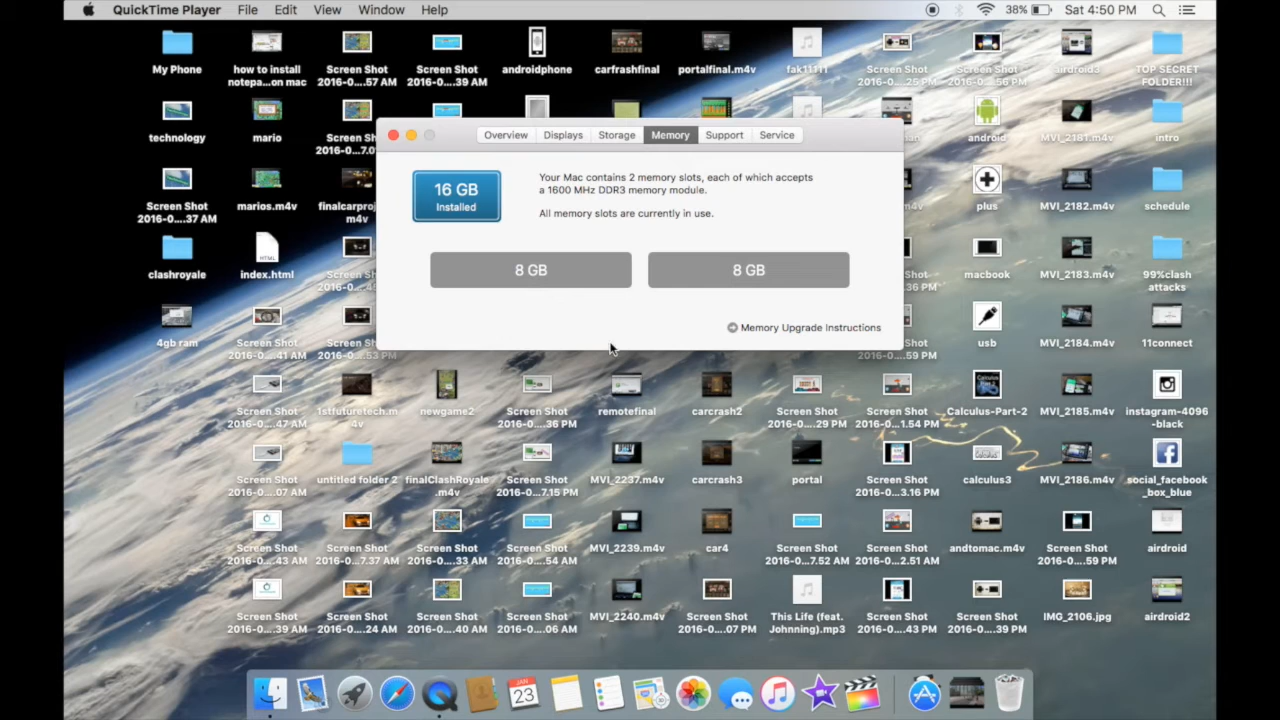 QuickTime Player File Edit View Window Help 38% Sat 4:50 PM
My Phone
how to install
notepa...on mac
Screen Shot
2016-0....57 AM
Screen Shot
2016-0....39 AM
androidphone
carfrashfinal
portalfinal.m4v
fak11111
Screen Shot
2016-0....25 PM
Screen Shot
2016-0....56 PM
airdroid3
TOP SECRET
FOLDER!!!
technology
mario
android
MVI_2181.m4v
intro
Overview Displays Storage Memory Support Service
16 GB
Installed
Your Mac contains 2 memory slots, each of which accepts
a 1600 MHz DDR3 memory module.
All memory slots are currently in use.
8 GB 8 GB
Memory Upgrade Instructions
Screen Shot
2016-0....37 AM
marios.m4v
finalcarproj
m4v
plus
MVI_2182.m4v
schedule
clashroyale
index.html
HTML
macbook
MVI_2183.m4v
99%clash
attacks
4gb ram
Screen Shot
2016-0....41 AM
usb
MVI_2184.m4v
11connect
Screen Shot
2016-0....47 AM
1stfuturetech.m
4v
newgame2
Screen Shot
2016-0....36 PM
remotefinal
carcrash2
Screen Shot
2016-0....29 PM
Screen Shot
2016-0...1.54 PM
Calculus-Part-2
MVI_2185.m4v
instagram-4096
-black
Screen Shot
2016-0....07 AM
untitled folder 2
finalClashRoyale.
m4v
Screen Shot
2016-0...7.15 PM
MVI_2237.m4v
carcrash3
portal
Screen Shot
2016-0...3.16 PM
calculus3
MVI_2186.m4v
social_facebook
_box_blue
Screen Shot
2016-0....43 AM
Screen Shot
2016-0...7.37 AM
Screen Shot
2016-0....33 AM
Screen Shot
2016-0....54 AM
MVI_2239.m4v
car4
Screen Shot
2016-0...7.52 AM
Screen Shot
2016-0...2.51 AM
andtomac.m4v
Screen Shot
2016-0....59 PM
airdroid
Screen Shot
2016-0....39 AM
Screen Shot
2016-0....24 AM
Screen Shot
2016-0....40 AM
Screen Shot
2016-0....06 AM
MVI_2240.m4v
Screen Shot
2016-0....07 PM
This Life (feat.
Johnning).mp3
Screen Shot
2016-0....43 PM
Screen Shot
2016-0....39 PM
IMG_2106.jpg
airdroid2
JAN
23